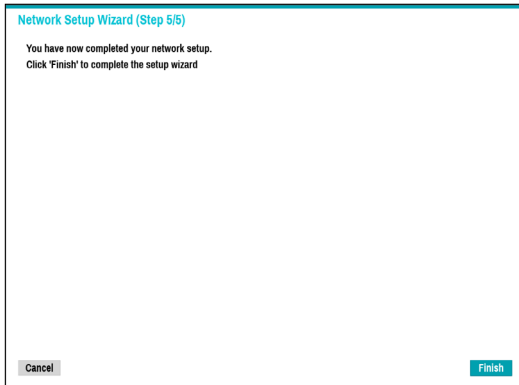 Network Setup Wizard (Step 5/5)
You have now completed your network setup.
Click 'Finish' to complete the setup wizard
Cancel
Finish